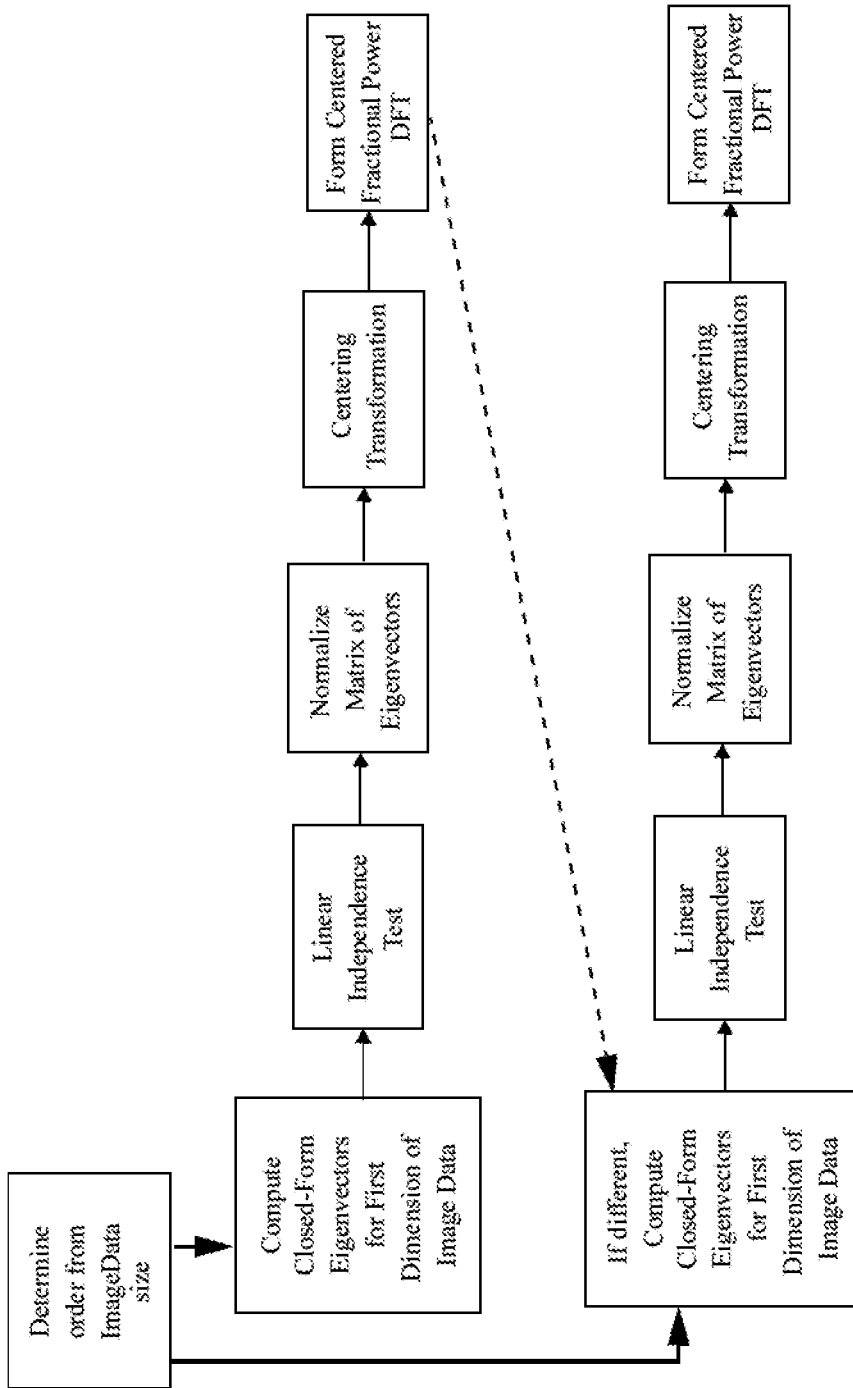 Determine
order from
ImageData
size
Compute
Closed-Form
Eigenvectors
for First
Dimension of
Image Data
Linear
Independence
Test
Normalize
Matrix of
Eigenvectors
Centering
Transformation
Form Centered
Fractional Power
DFT
If different,
Compute
Closed-Form
Eigenvectors
for First
Dimension of
Image Data
Linear
Independence
Test
Normalize
Matrix of
Eigenvectors
Centering
Transformation
Form Centered
Fractional Power
DFT